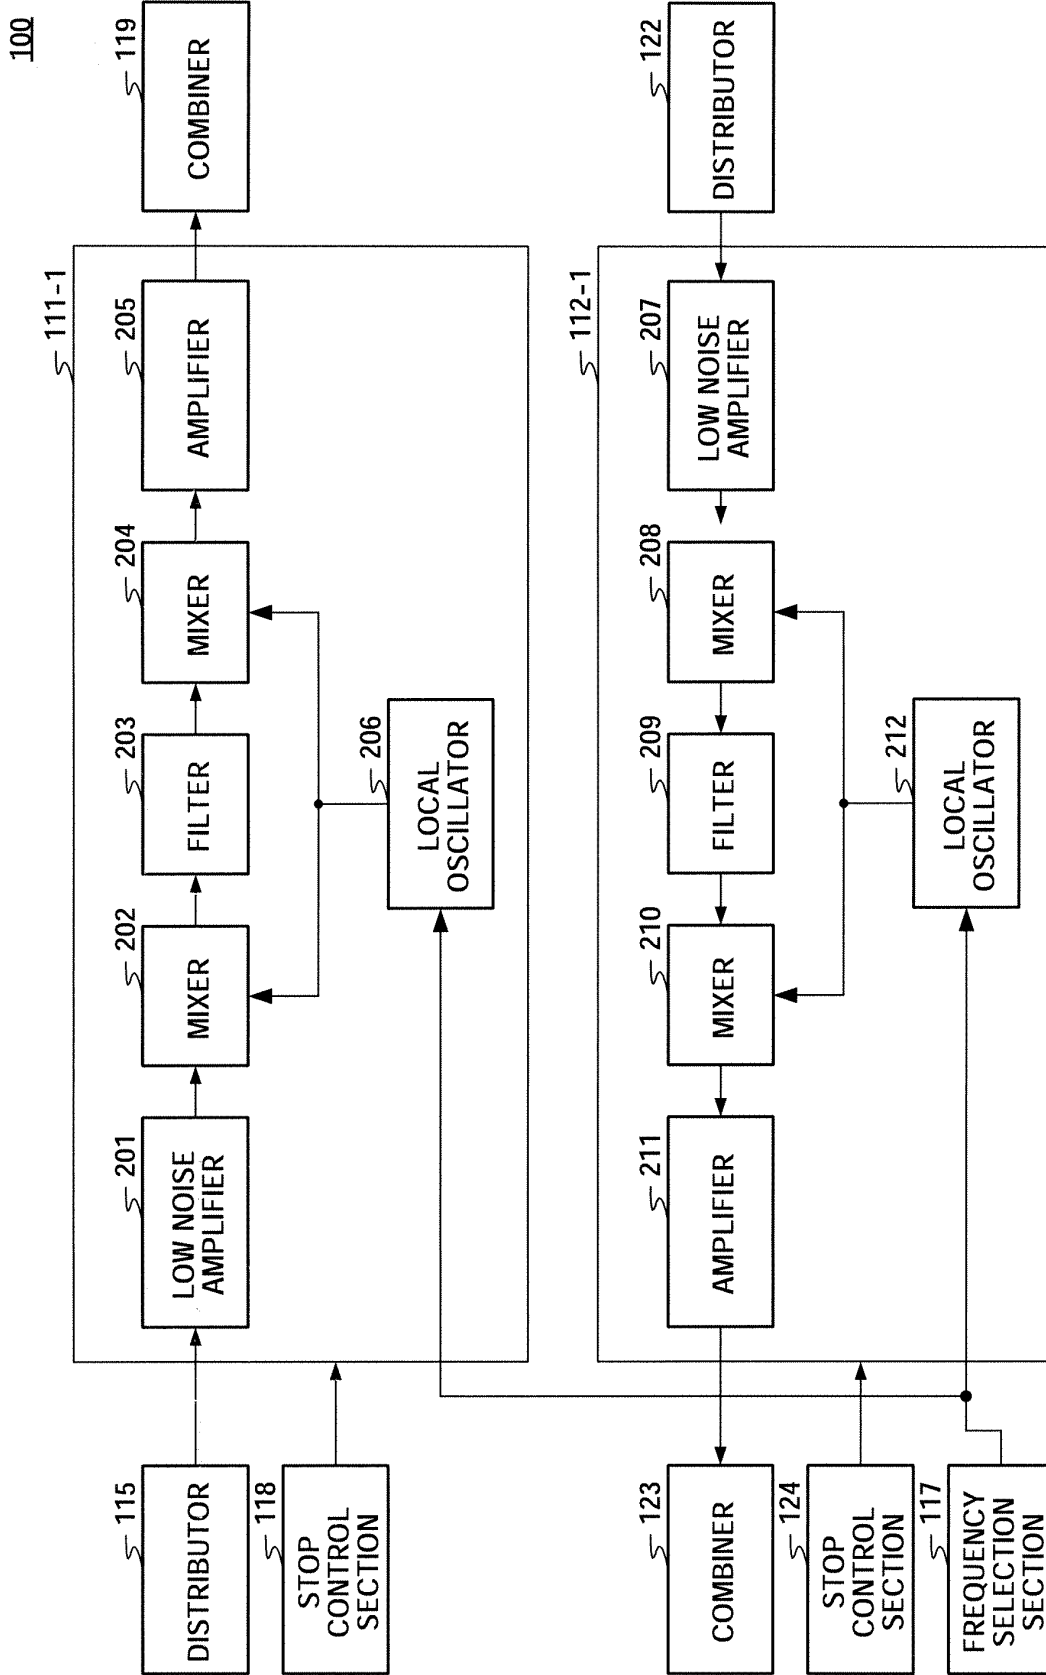 100
111-1
115
DISTRIBUTOR
201
LOW NOISE
AMPLIFIER
202
MIXER
203
FILTER
204
MIXER
205
AMPLIFIER
119
COMBINER
118
STOP
CONTROL
SECTION
206
LOCAL
OSCILLATOR
112-1
123
COMBINER
211
AMPLIFIER
210
MIXER
209
FILTER
208
MIXER
207
LOW NOISE
AMPLIFIER
122
DISTRIBUTOR
124
STOP
CONTROL
SECTION
212
LOCAL
OSCILLATOR
117
FREQUENCY
SELECTION
SECTION